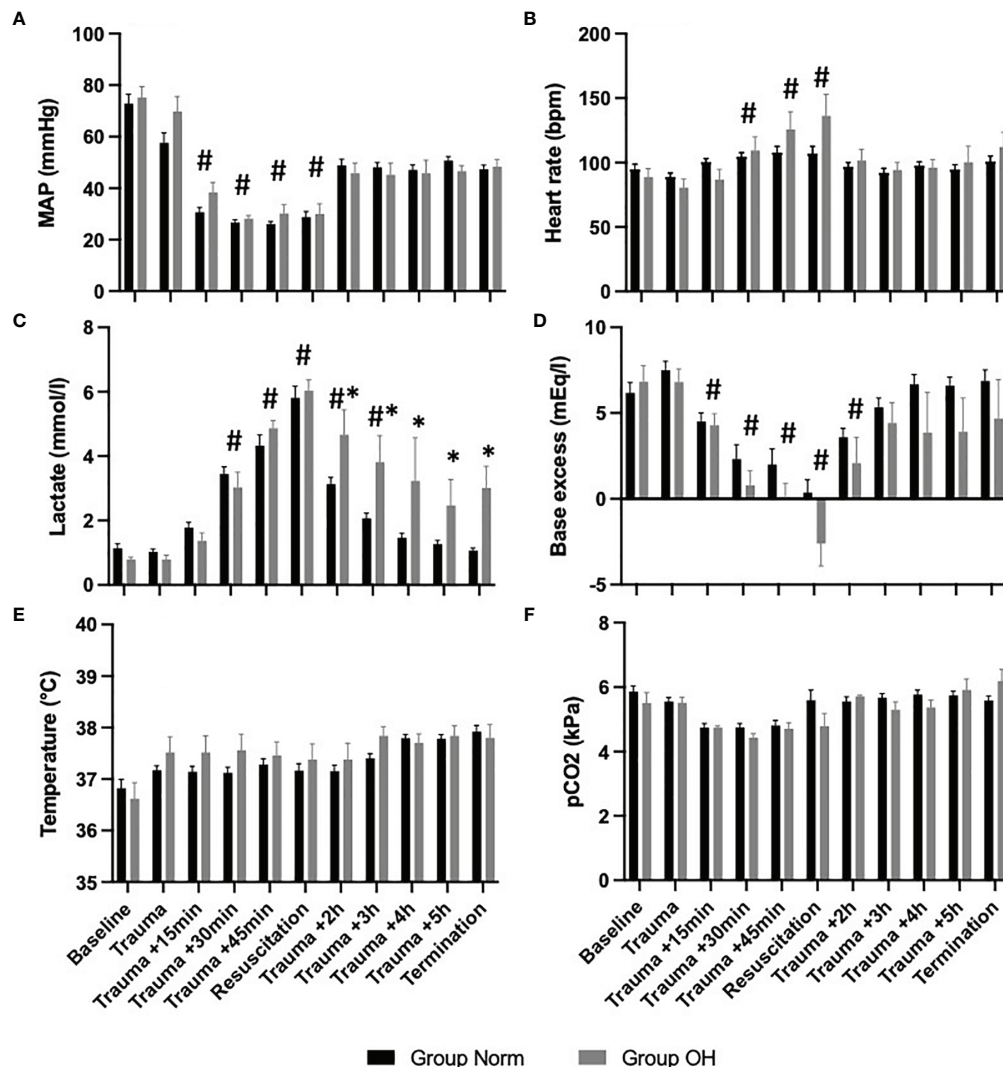 A
MAP (mmHg)
100
80
60
40
20
0
# # # #
B
Heart rate (bpm)
200
150
100
50
0
# # #
C
Lactate (mmol/l)
8
6
4
2
0
# # # #* #* * * *
D
Base excess (mEq/l)
10
5
0
-5
# # # # #
E
Temperature (°C)
40
39
38
37
36
35
Baseline
Trauma
Trauma +15min
Trauma +30min
Trauma +45min
Resuscitation
Trauma +2h
Trauma +3h
Trauma +4h
Trauma +5h
Termination
F
pCO2 (kPa)
8
6
4
2
0
Baseline
Trauma
Trauma +15min
Trauma +30min
Trauma +45min
Resuscitation
Trauma +2h
Trauma +3h
Trauma +4h
Trauma +5h
Termination
Group Norm Group OH